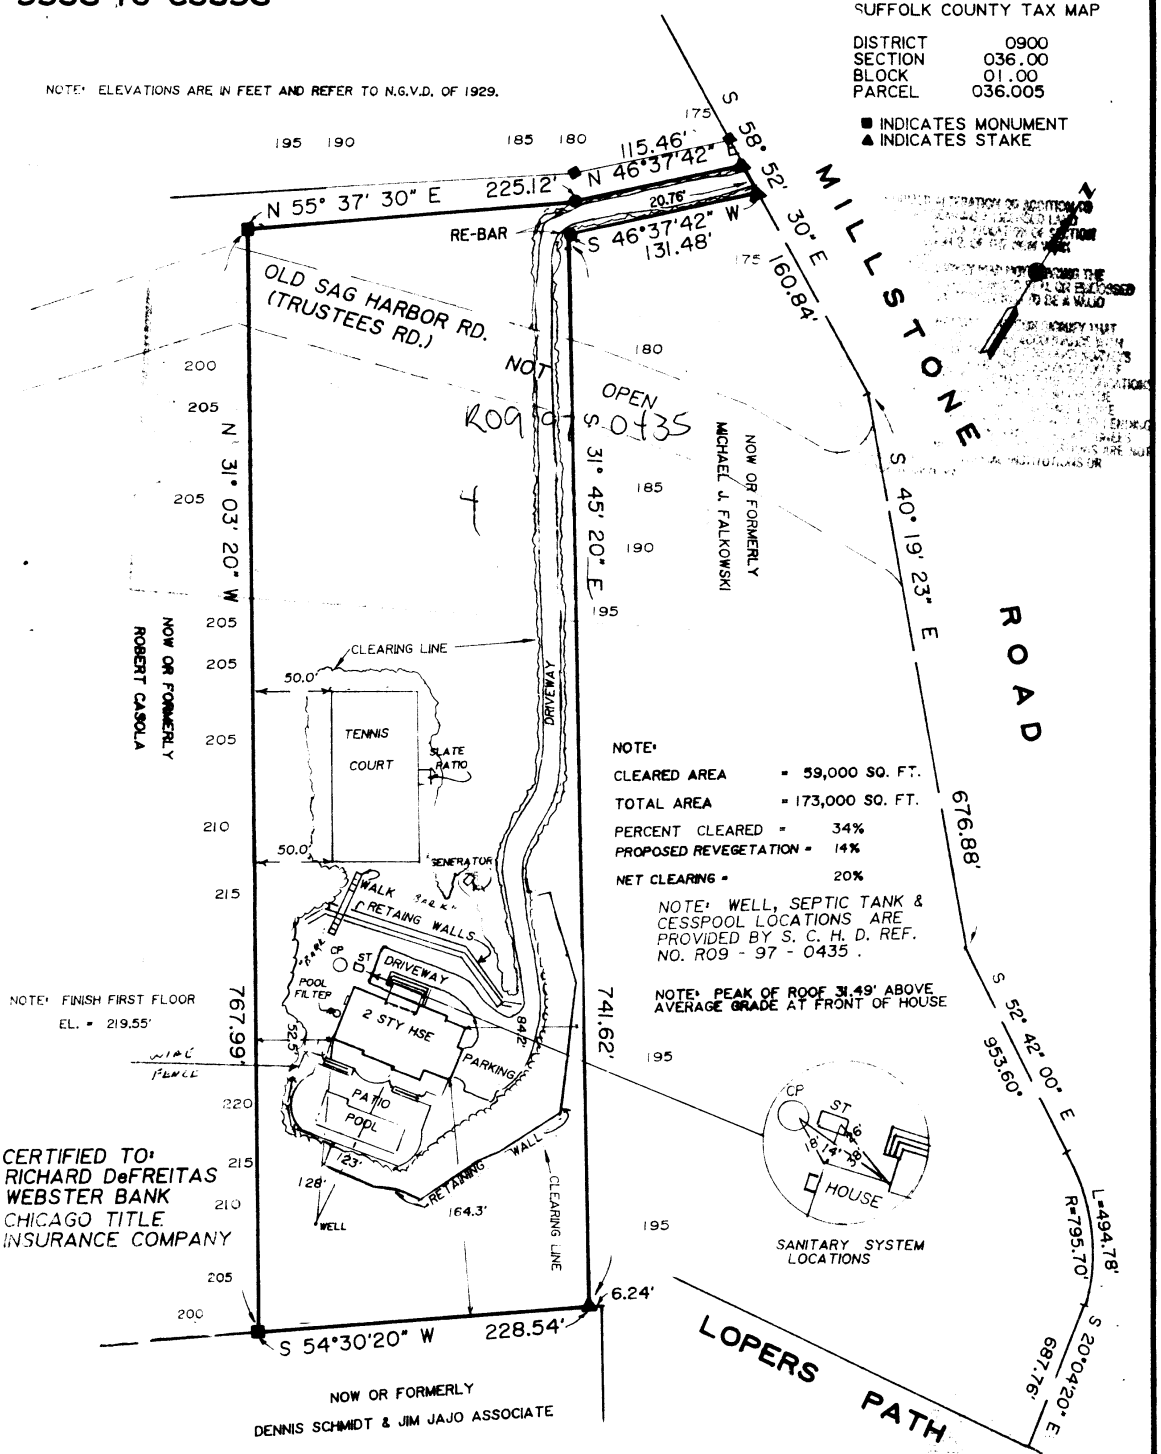 SUFFOLK COUNTY TAX MAP
DISTRICT 0900
SECTION 036.00
BLOCK 01.00
PARCEL 036.005
■ INDICATES MONUMENT
▲ INDICATES STAKE
NOTE: ELEVATIONS ARE IN FEET AND REFER TO N.G.V.D. OF 1929.
195 190 185 180 175
115.46'
N 46°37'42" E
N 55° 37' 30" E 225.12'
20.76'
RE-BAR
S 46°37'42" W
131.48'
S 58° 52' 30" E
160.84'
175
MILLSTONE
N
OLD SAG HARBOR RD.
(TRUSTEES RD.)
NOT
OPEN
180
200
205
R09 97 0435
4
N 31° 03' 20" W
S 31° 45' 20" E
NOW OR FORMERLY
MICHAEL J. FALKOWSKI
S 40° 19' 23" E
205
185
190
195
205
205
NOW OR FORMERLY
ROBERT CASOLA
CLEARING LINE
ROAD
50.0'
DRIVEWAY
TENNIS
COURT
SLATE
PATIO
205
210
50.0'
GENERATOR
215
NOTE:
CLEARED AREA = 59,000 SQ. FT.
TOTAL AREA = 173,000 SQ. FT.
PERCENT CLEARED = 34%
PROPOSED REVEGETATION = 14%
NET CLEARING = 20%
676.88'
NOTE: WELL, SEPTIC TANK &
CESSPOOL LOCATIONS ARE
PROVIDED BY S. C. H. D. REF.
NO. R09 - 97 - 0435 .
NOTE: PEAK OF ROOF 31.49' ABOVE
AVERAGE GRADE AT FRONT OF HOUSE
WALK
RETAING WALLS
CP
ST
DRIVEWAY
POOL
FILTER
2 STY HSE
PARKING
84.2'
52.5'
NOTE: FINISH FIRST FLOOR
EL. = 219.55'
767.99'
741.62'
WIRE
FENCE
PATIO
POOL
220
195
S 52° 42' 00" E
953.60'
CP
ST
18'
14'
HOUSE
SANITARY SYSTEM
LOCATIONS
CERTIFIED TO:
RICHARD DeFREITAS
WEBSTER BANK
CHICAGO TITLE
INSURANCE COMPANY
215
210
205
200
123'
128'
WELL
RETAINING WALL
164.3'
CLEARING LINE
195
L=494.78'
R=795.70'
6.24'
S 54°30'20" W 228.54'
S 20°04'20" E
687.76'
LOPERS PATH
NOW OR FORMERLY
DENNIS SCHMIDT & JIM JAJO ASSOCIATE